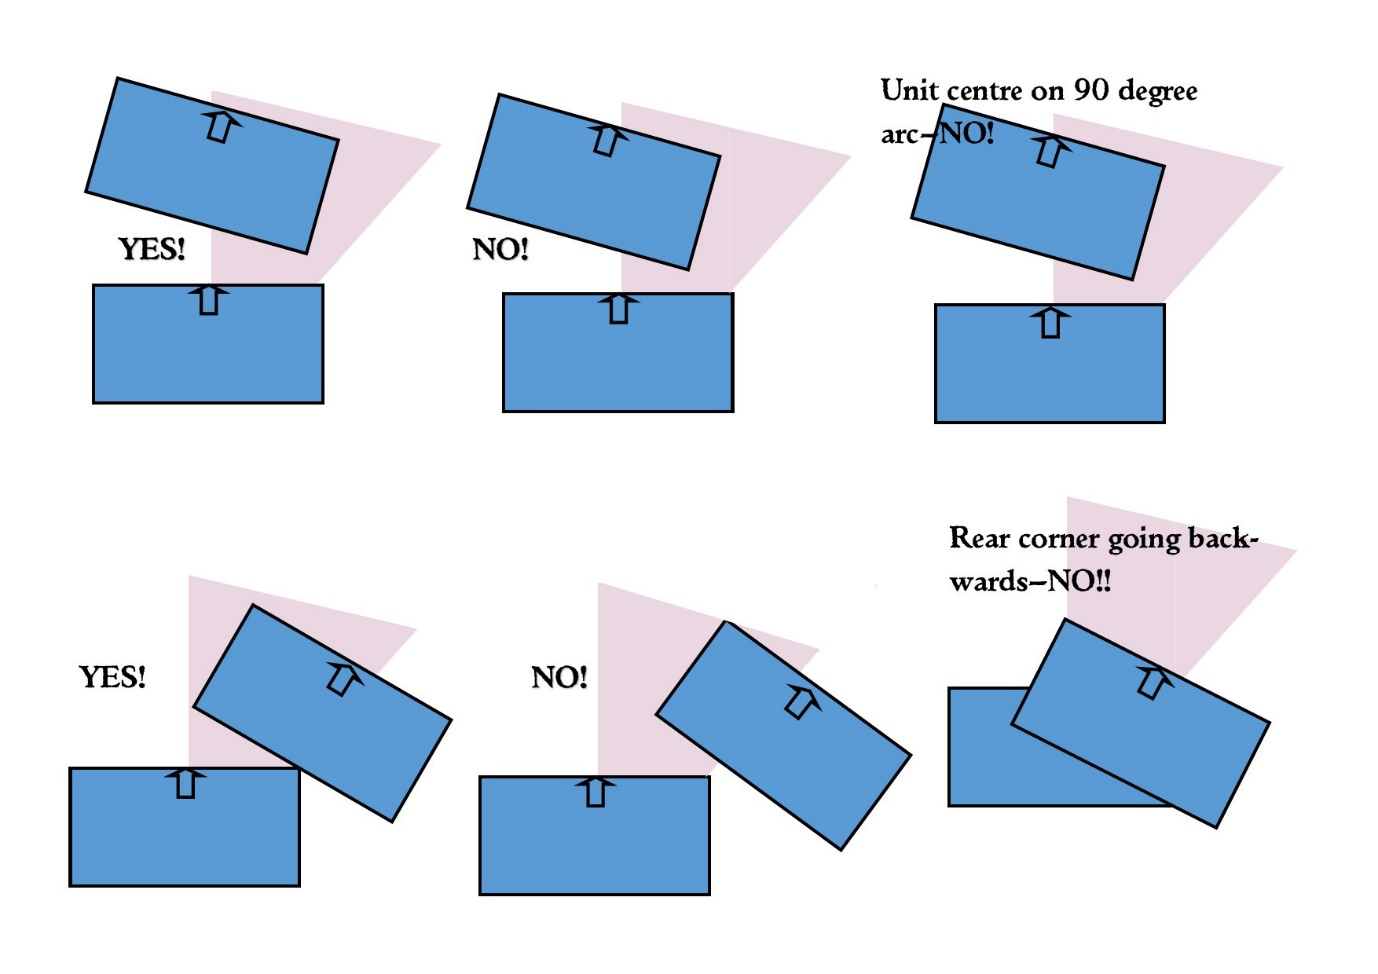 Unit centre on 90 degree
arc–NO!
YES!
NO!
Rear corner going back-
wards–NO!!
YES!
NO!